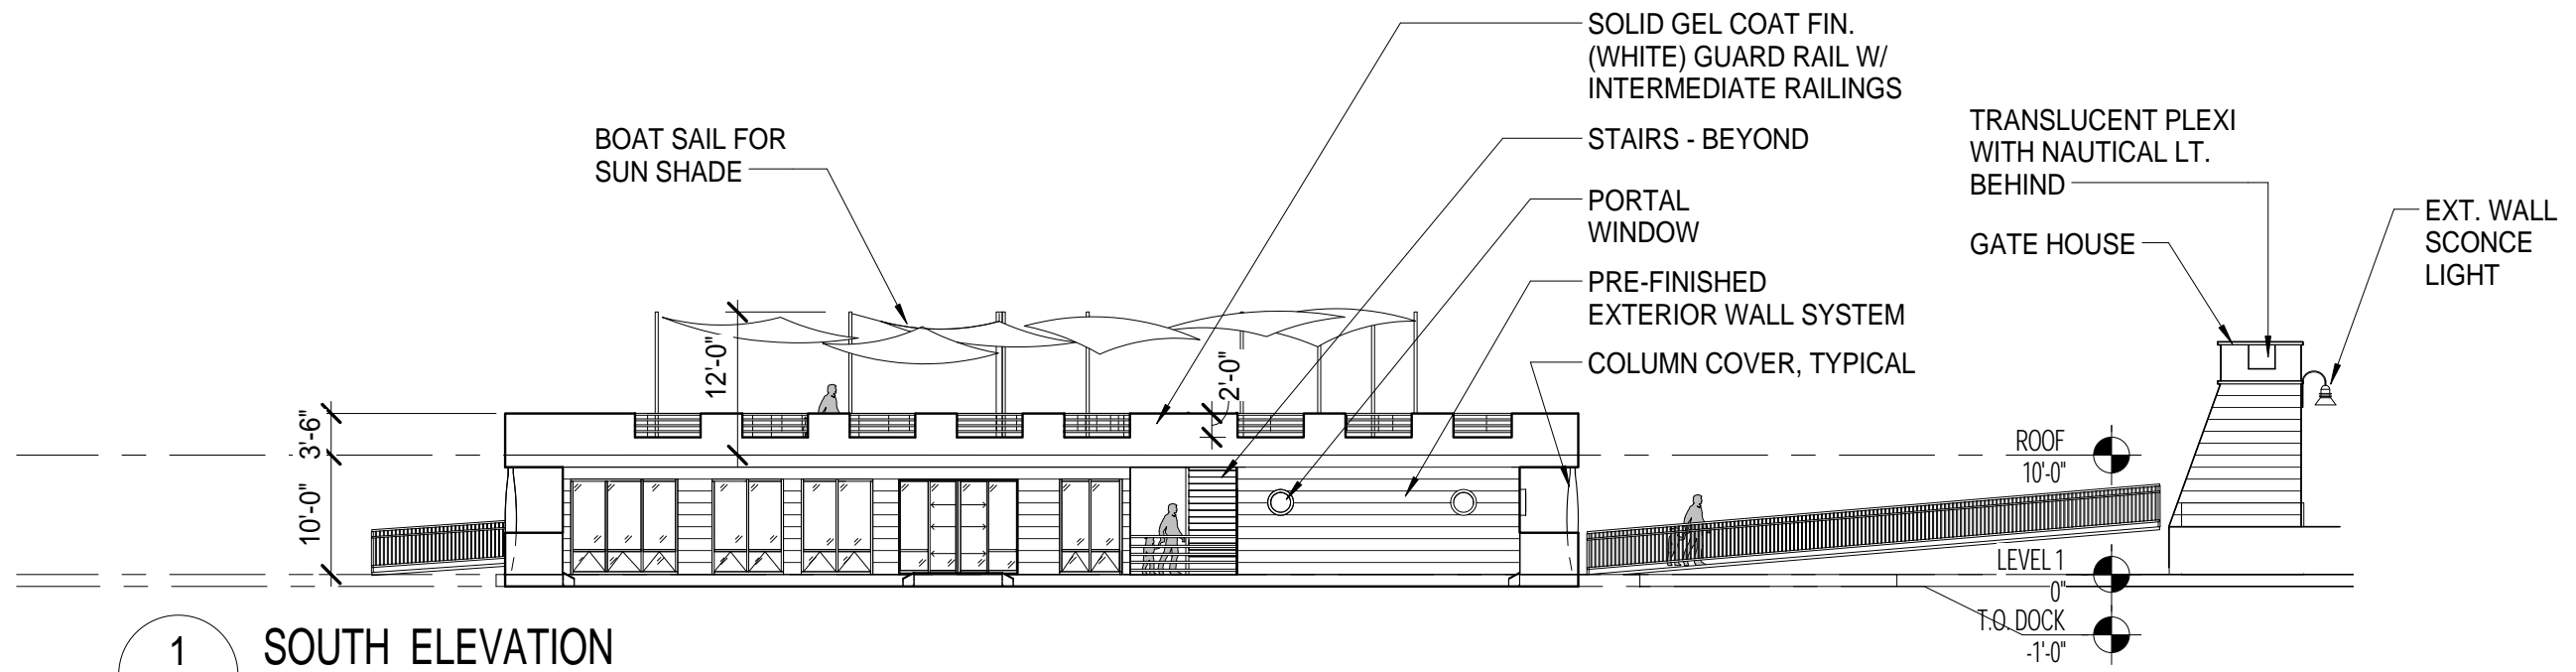 SOLID GEL COAT FIN.
(WHITE) GUARD RAIL W/
INTERMEDIATE RAILINGS
BOAT SAIL FOR
SUN SHADE
STAIRS - BEYOND
TRANSLUCENT PLEXI
WITH NAUTICAL LT.
BEHIND
PORTAL
WINDOW
EXT. WALL
SCONCE
LIGHT
GATE HOUSE
PRE-FINISHED
EXTERIOR WALL SYSTEM
COLUMN COVER, TYPICAL
12'-0"
2'-0"
3'-6"
10'-0"
ROOF
10'-0"
LEVEL 1
0"
T.O. DOCK
-1'-0"
1
SOUTH ELEVATION